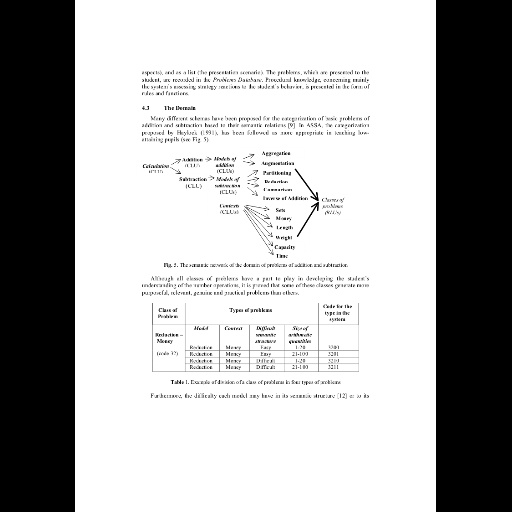 aspects), and as a list (the presentation scenario). The problems, which are presented to the
student, are recorded in the Problems Database. Procedural knowledge, concerning mainly
the system's assessing strategy reactions to the student's behavior, is presented in the form of
rules and functions.
4.3 The Domain
Many different schemas have been proposed for the categorization of basic problems of
addition and subtraction based to their semantic relations [9]. In ASSA, the categorization
proposed by Haylock (1991), has been followed as more appropriate in teaching low-
attaining pupils (see Fig. 5).
Calculation
(CLU)
Addition
(CLU)
Subtraction
(CLU)
Models of
addition
(CLUs)
Models of
subtraction
(CLUs)
Contexts
(CLUs)
Aggregation
Augmentation
Partitioning
Reduction
Comparison
Inverse of Addition
Sets
Money
Length
Weight
Capacity
Time
Classes of
problems
(RLUs)
Fig. 5. The semantic network of the domain of problems of addition and subtraction
Although all classes of problems have a part to play in developing the student's
understanding of the number operations, it is proved that some of these classes generate more
purposeful, relevant, genuine and practical problems than others.
Class of Problem Types of problems Code for the type in the system
Model Context Difficult semantic structure Size of arithmetic quantities
Reduction – Money
(code 32)
Reduction Money Easy 1-20 3200
Reduction Money Easy 21-100 3201
Reduction Money Difficult 1-20 3210
Reduction Money Difficult 21-100 3211
Table 1. Example of division of a class of problems in four types of problems
Furthermore, the difficulty each model may have in its semantic structure [12] or to its